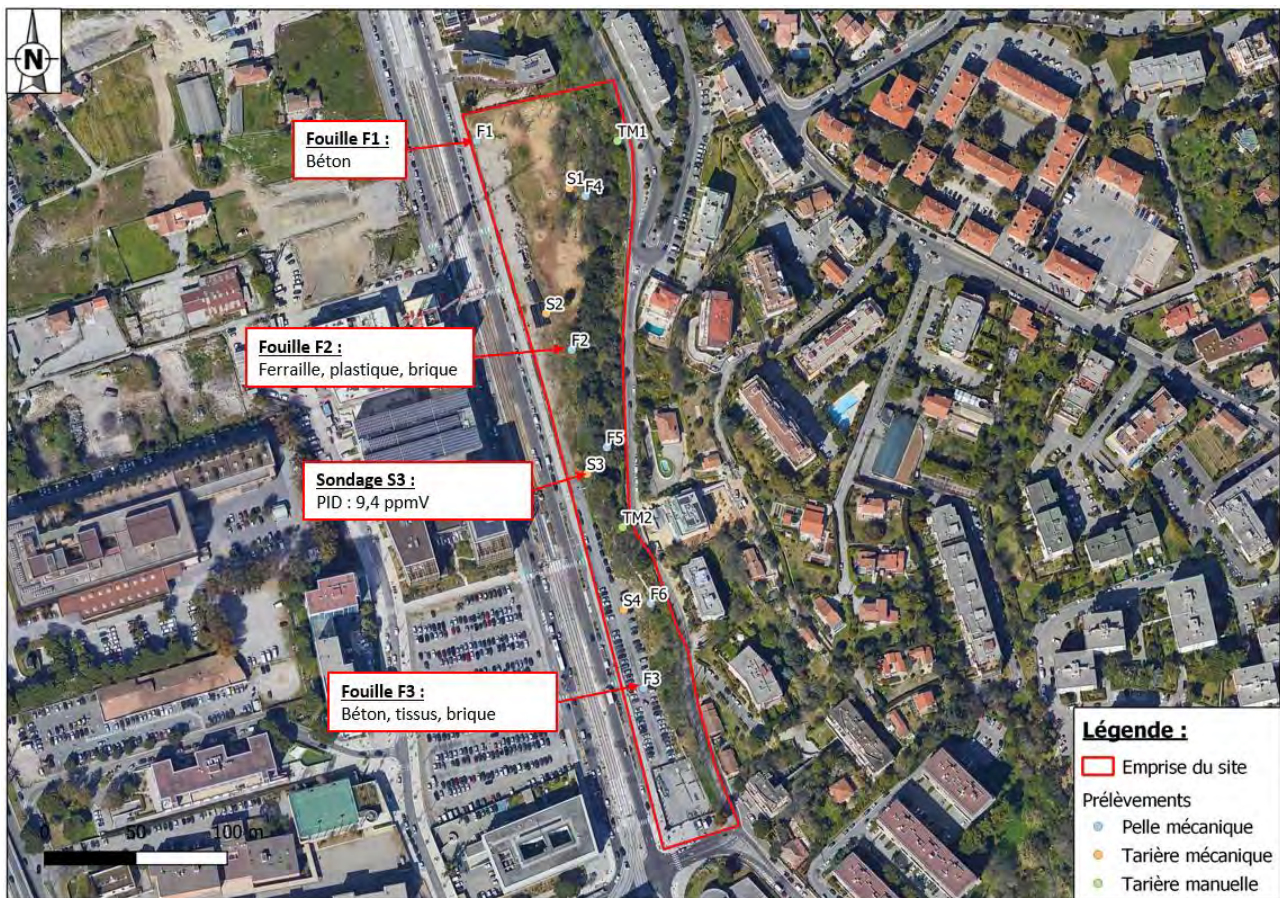 N
Fouille F1 :
Béton
F1
TM1
S1
F4
S2
Fouille F2 :
Ferraille, plastique, brique
F2
F5
Sondage S3 :
PID : 9,4 ppmV
S3
TM2
S4
F6
Fouille F3 :
Béton, tissus, brique
F3
Légende :
Emprise du site
Prélèvements
Pelle mécanique
Tarière mécanique
Tarière manuelle
0 50 100 m